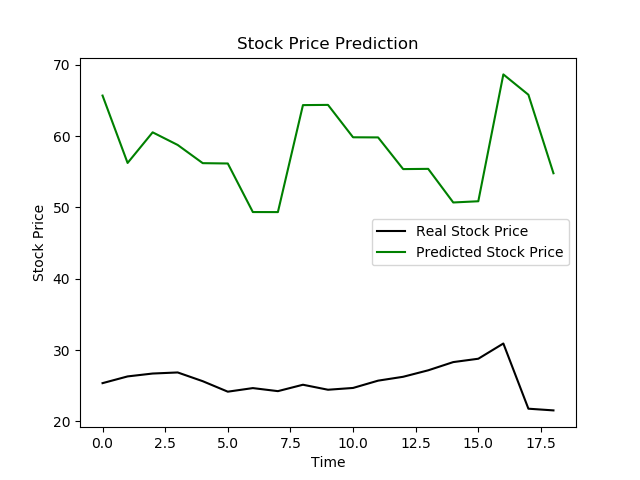 Stock Price Prediction
70
60
50
40
30
20
Stock Price
Real Stock Price
Predicted Stock Price
0.0 2.5 5.0 7.5 10.0 12.5 15.0 17.5
Time